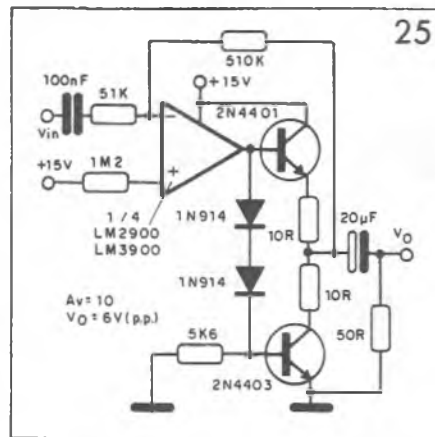 25
510K
100nF
51K
+15V
2N4401
Vin
+15V
1M2
1/4
LM2900
LM3900
1N914
10R
20µF
Vo
1N914
10R
Av=10
Vo=6V(p.p.)
5K6
50R
2N4403